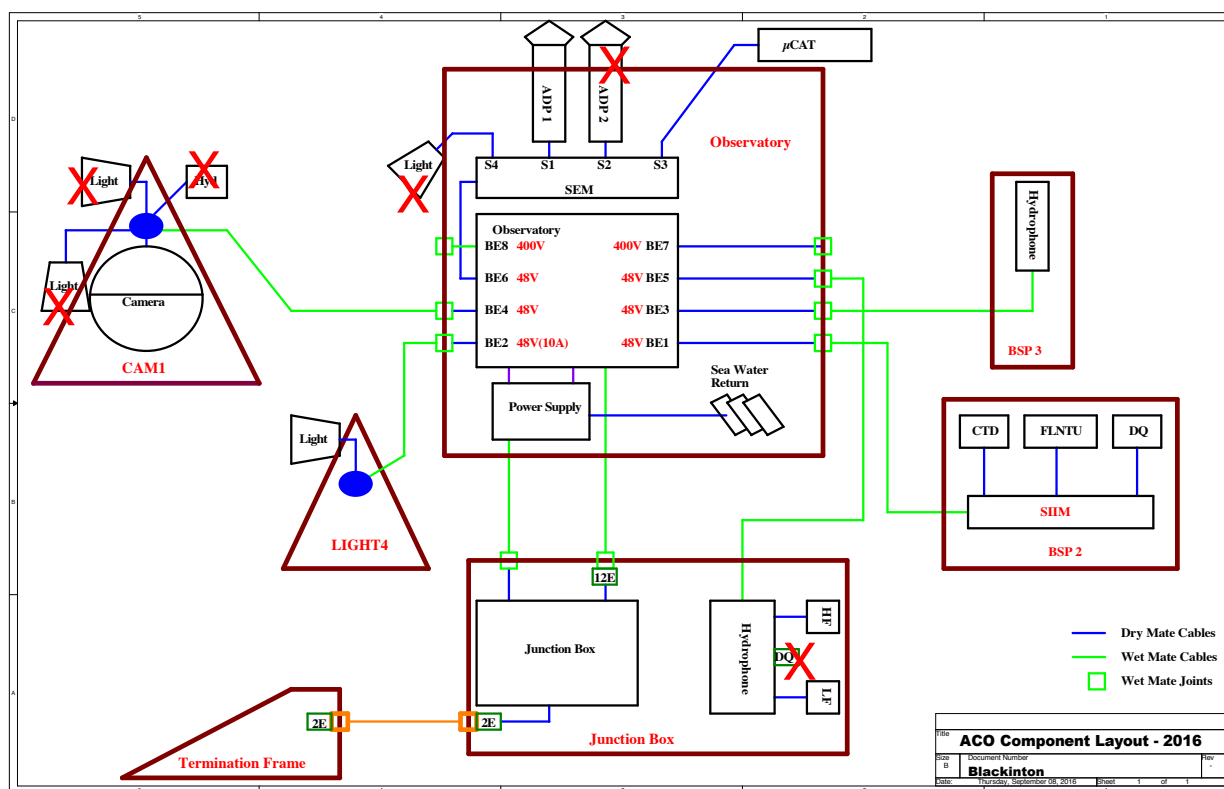 5
4
3
2
1
D
C
B
A
µCAT
ADP 1
ADP 2
Observatory
Light
S4
S1
S2
S3
SEM
Light
Hyd
Light
Camera
CAM1
Observatory
BE8 400V
400V BE7
BE6 48V
48V BE5
BE4 48V
48V BE3
BE2 48V(10A)
48V BE1
Hydrophone
BSP 3
Power Supply
Sea Water
Return
Light
LIGHT4
CTD
FLNTU
DQ
SIIM
BSP 2
12E
Junction Box
Hydrophone
HF
DQ
LF
2E
2E
Junction Box
Termination Frame
Dry Mate Cables
Wet Mate Cables
Wet Mate Joints
Title
ACO Component Layout - 2016
Size
B
Document Number
Blackinton
Rev
-
Date: Thursday, September 08, 2016 Sheet 1 of 1